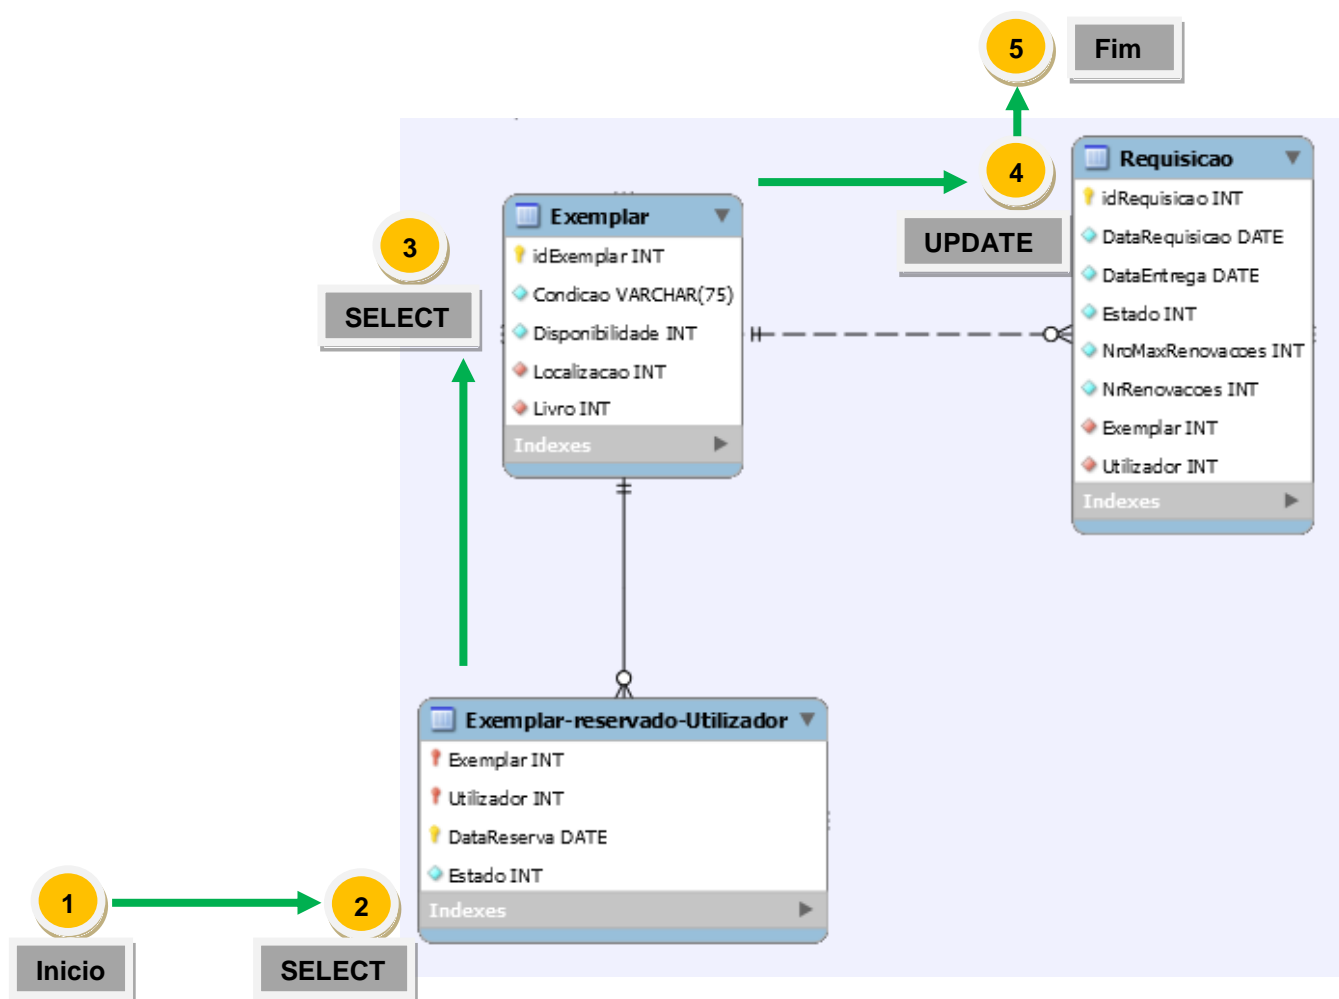 5
Fim
4
UPDATE
Requisicao
idRequisicao INT
DataRequisicao DATE
DataEntrega DATE
Estado INT
NroMaxRenovacoes INT
NrRenovacoes INT
Exemplar INT
Utilizador INT
Indexes
3
SELECT
Exemplar
idExemplar INT
Condicao VARCHAR(75)
Disponibilidade INT
Localizacao INT
Livro INT
Indexes
Exemplar-reservado-Utilizador
Exemplar INT
Utilizador INT
DataReserva DATE
Estado INT
Indexes
1
Inicio
2
SELECT